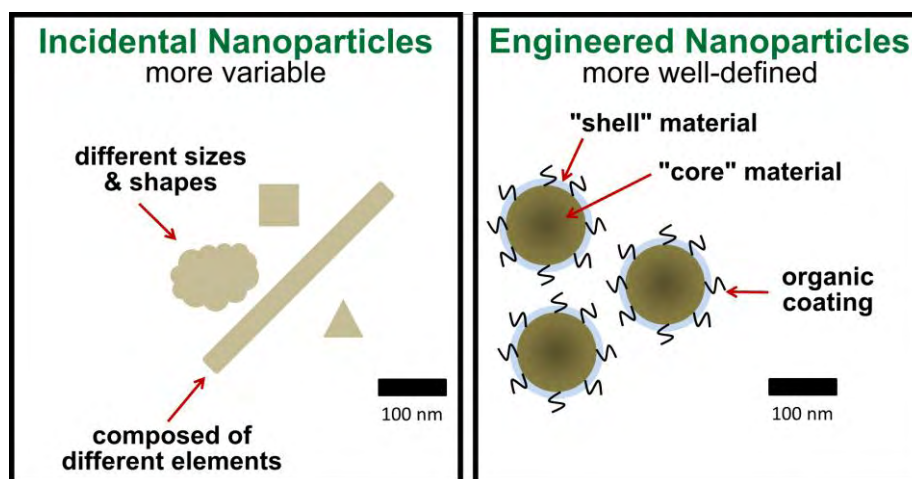 Incidental Nanoparticles
more variable
different sizes
& shapes
composed of
different elements
100 nm
Engineered Nanoparticles
more well-defined
"shell" material
"core" material
organic
coating
100 nm